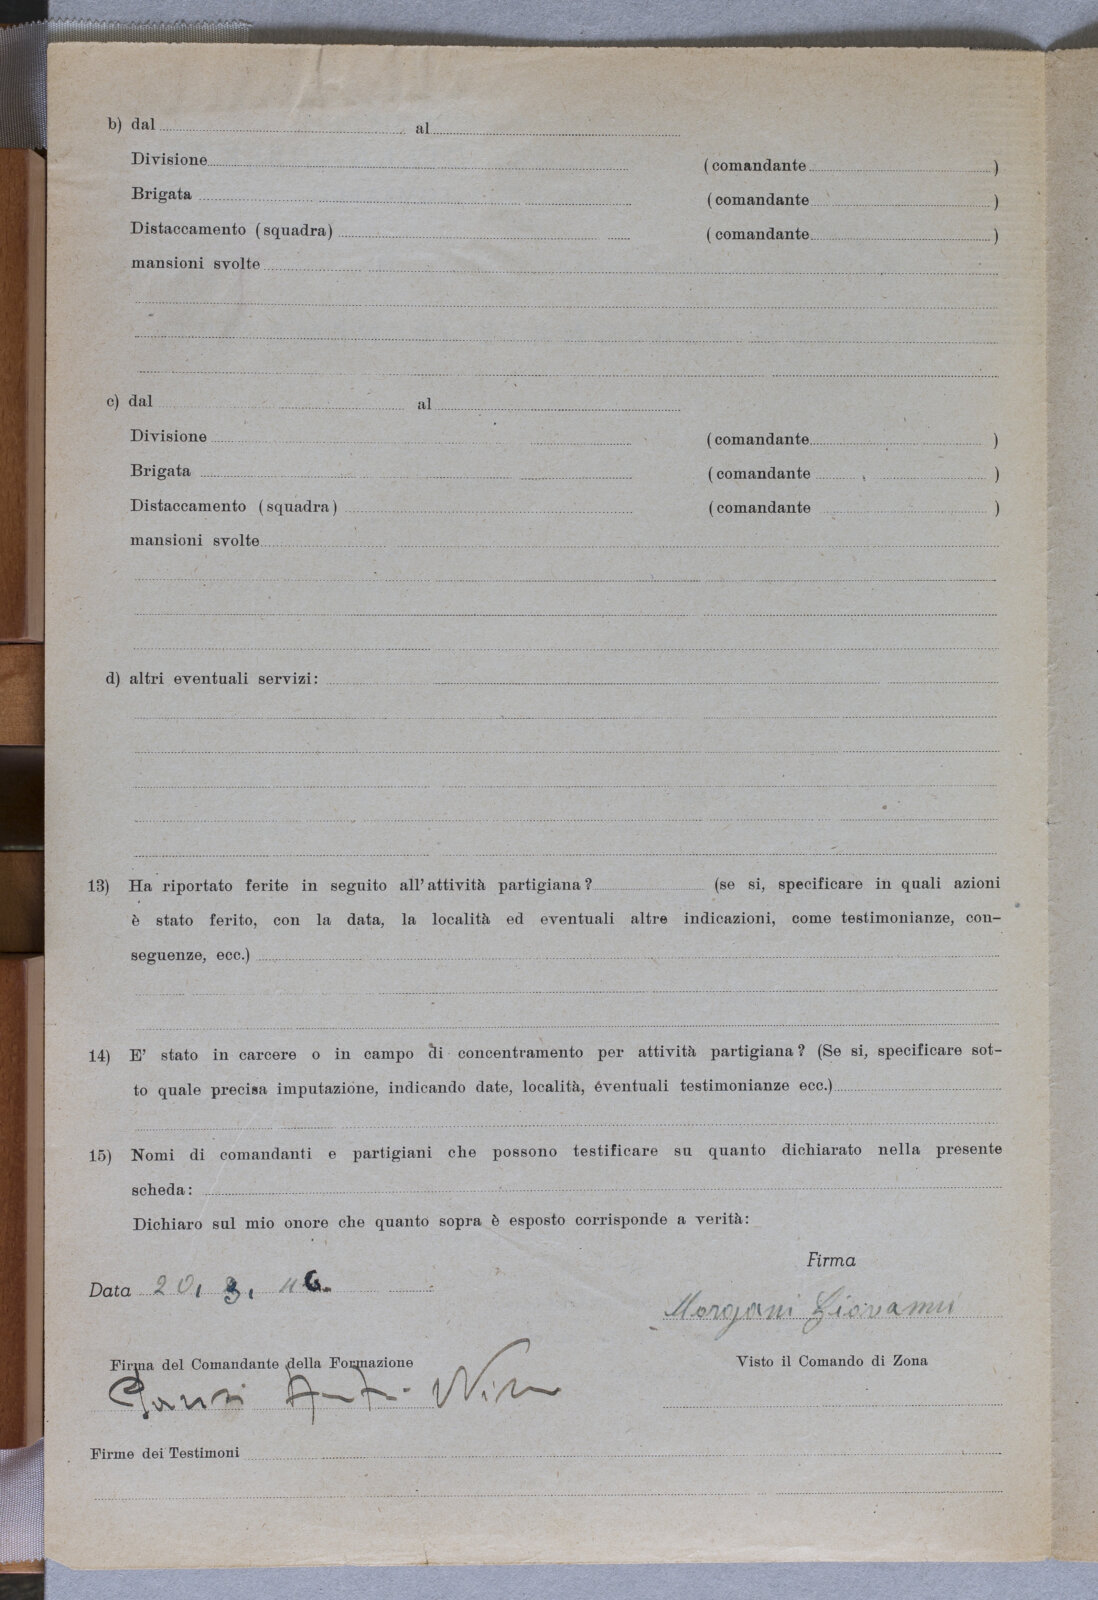 b) dal al
Divisione (comandante )
Brigata (comandante )
Distaccamento (squadra) (comandante )
mansioni svolte
c) dal al
Divisione (comandante )
Brigata (comandante )
Distaccamento (squadra) (comandante )
mansioni svolte
d) altri eventuali servizi:
13) Ha riportato ferite in seguito all'attività partigiana? (se si, specificare in quali azioni
è stato ferito, con la data, la località ed eventuali altre indicazioni, come testimonianze, con-
seguenze, ecc.)
14) E' stato in carcere o in campo di concentramento per attività partigiana? (Se si, specificare sot-
to quale precisa imputazione, indicando date, località, éventuali testimonianze ecc.)
15) Nomi di comandanti e partigiani che possono testificare su quanto dichiarato nella presente
scheda:
Dichiaro sul mio onore che quanto sopra è esposto corrisponde a verità:
Firma
Data 20. 3. 46.
Morgani Giovanni
Firma del Comandante della Formazione Visto il Comando di Zona
Firme dei Testimoni